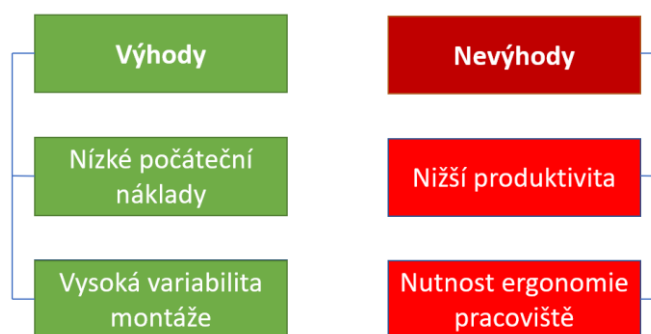 Výhody
Nízké počáteční
náklady
Vysoká variabilita
montáže
Nevýhody
Nižší produktivita
Nutnost ergonomie
pracoviště